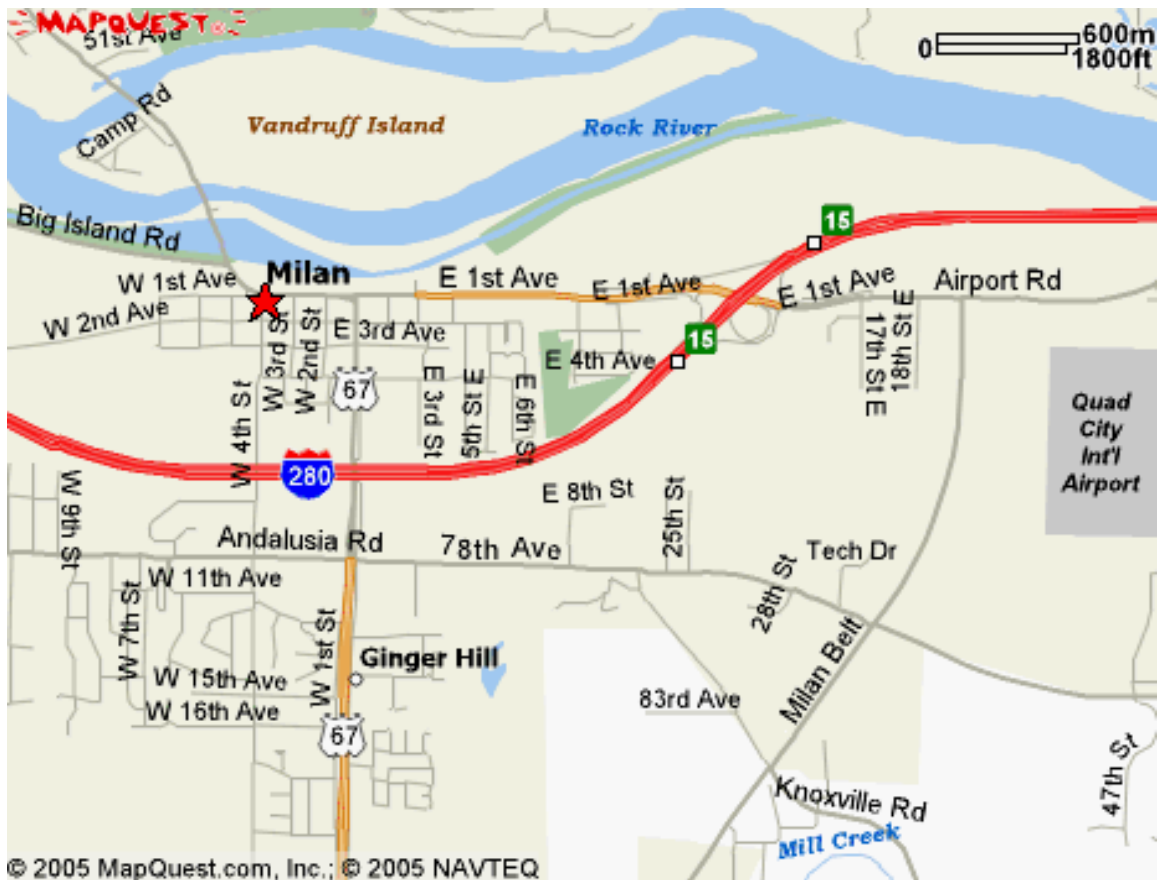 MAPQUEST®
51st Ave
0
600m
1800ft
Camp Rd
Vandruff Island
Rock River
Big Island Rd
15
W 1st Ave
Milan
E 1st Ave
E 1st Ave
E 1st Ave
Airport Rd
W 2nd Ave
E 3rd Ave
W 3rd St
W 2nd St
15
E 4th Ave
17th St E
18th St E
67
W 4th St
E 3rd St
5th St E
E 6th St
Quad
City
Int'l
Airport
280
W 9th St
E 8th St
25th St
Andalusia Rd
78th Ave
Tech Dr
W 11th Ave
W 7th St
28th St
W 1st St
Ginger Hill
Milan Belt
W 15th Ave
83rd Ave
W 16th Ave
67
47th St
Knoxville Rd
Mill Creek
© 2005 MapQuest.com, Inc.; © 2005 NAVTEQ